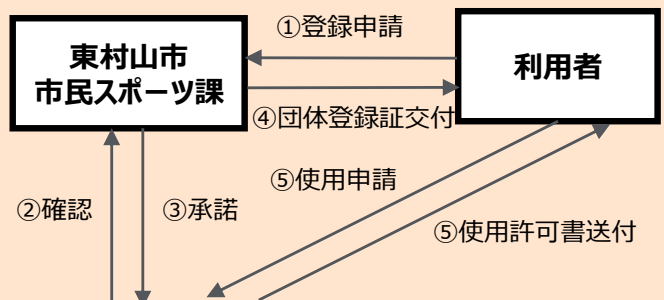 ①登録申請
東村山市
市民スポーツ課
利用者
④団体登録証交付
⑤使用申請
②確認
③承諾
⑤使用許可書送付